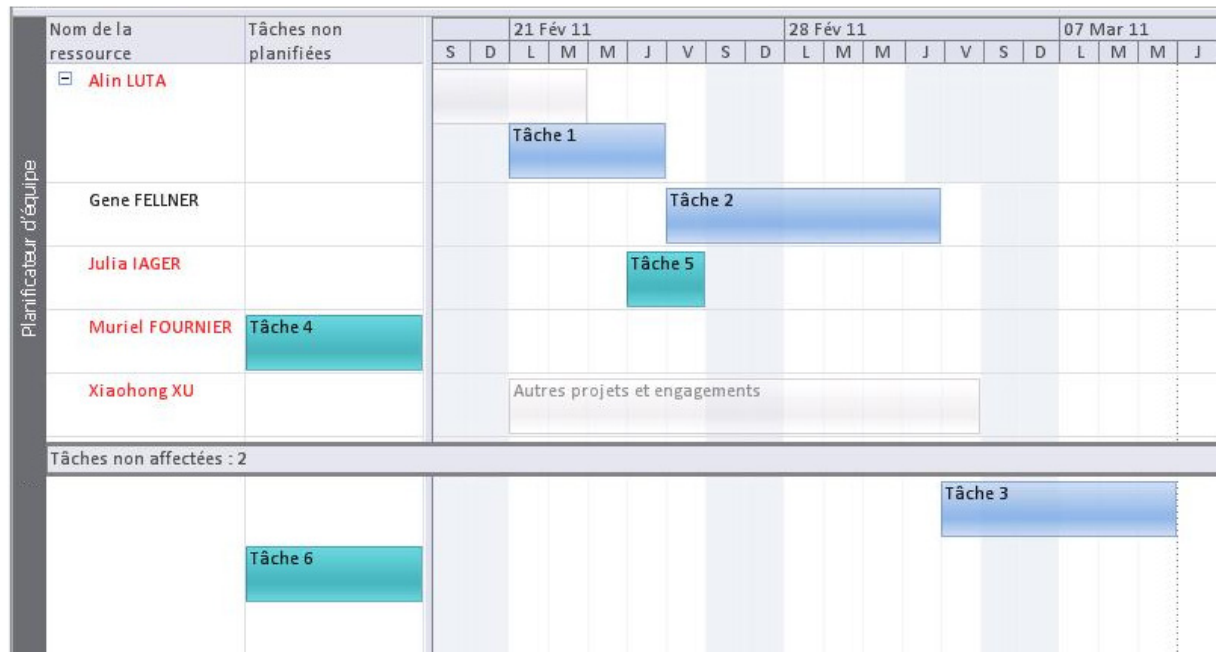 Nom de la
ressource
Tâches non
planifiées
21 Fév 11
28 Fév 11
07 Mar 11
S D L M M J V S D L M M J V S D L M M J
Planificateur d'équipe
Alin LUTA
Tâche 1
Gene FELLNER
Tâche 2
Julia IAGER
Tâche 5
Muriel FOURNIER
Tâche 4
Xiaohong XU
Autres projets et engagements
Tâches non affectées : 2
Tâche 3
Tâche 6